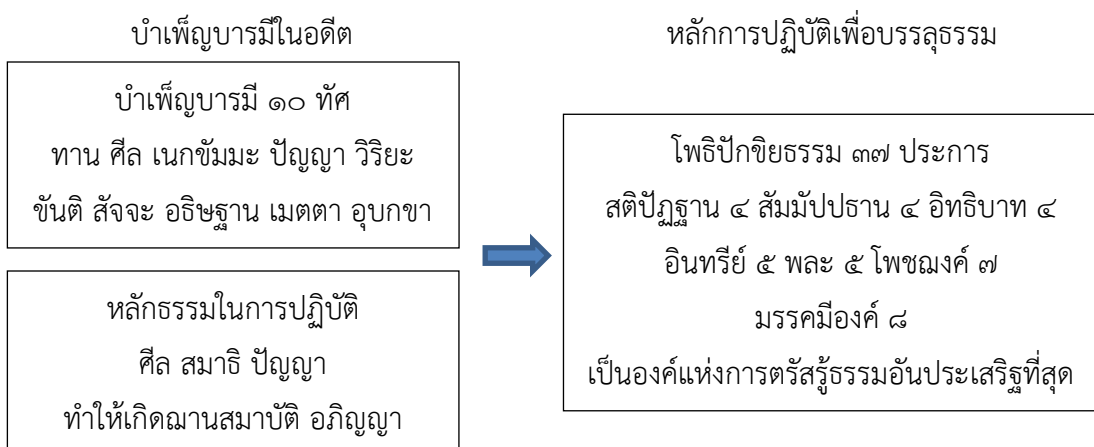 บำเพ็ญบารมีในอดีต
บำเพ็ญบารมี ๑๐ ทัศ
ทาน ศีล เนกขัมมะ ปัญญา วิริยะ
ขันติ สัจจะ อธิษฐาน เมตตา อุบกขา
หลักธรรมในการปฏิบัติ
ศีล สมาธิ ปัญญา
ทำให้เกิดฌานสมาบัติ อภิญญา
หลักการปฏิบัติเพื่อบรรลุธรรม
โพธิปักขิยธรรม ๓๗ ประการ
สติปัฏฐาน ๔ สัมมัปปธาน ๔ อิทธิบาท ๔
อินทรีย์ ๕ พละ ๕ โพชฌงค์ ๗
มรรคมีองค์ ๘
เป็นองค์แห่งการตรัสรู้ธรรมอันประเสริฐที่สุด